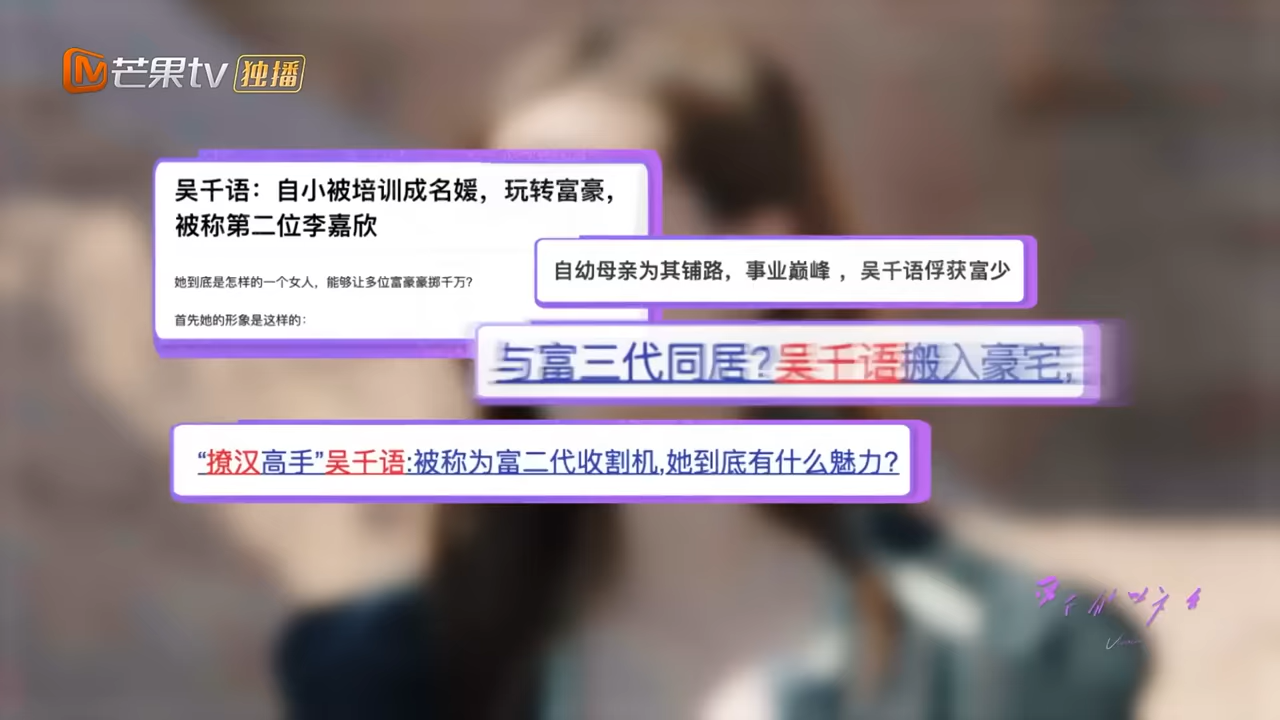 芒果tv 独播
吴千语：自小被培训成名媛，玩转富豪，
被称第二位李嘉欣
她到底是怎样的一个女人，能够让多位富豪豪掷千万？
首先她的形象是这样的：
自幼母亲为其铺路，事业巅峰，吴千语俘获富少
与富三代同居?吴千语搬入豪宅,
“撩汉高手”吴千语:被称为富二代收割机,她到底有什么魅力?